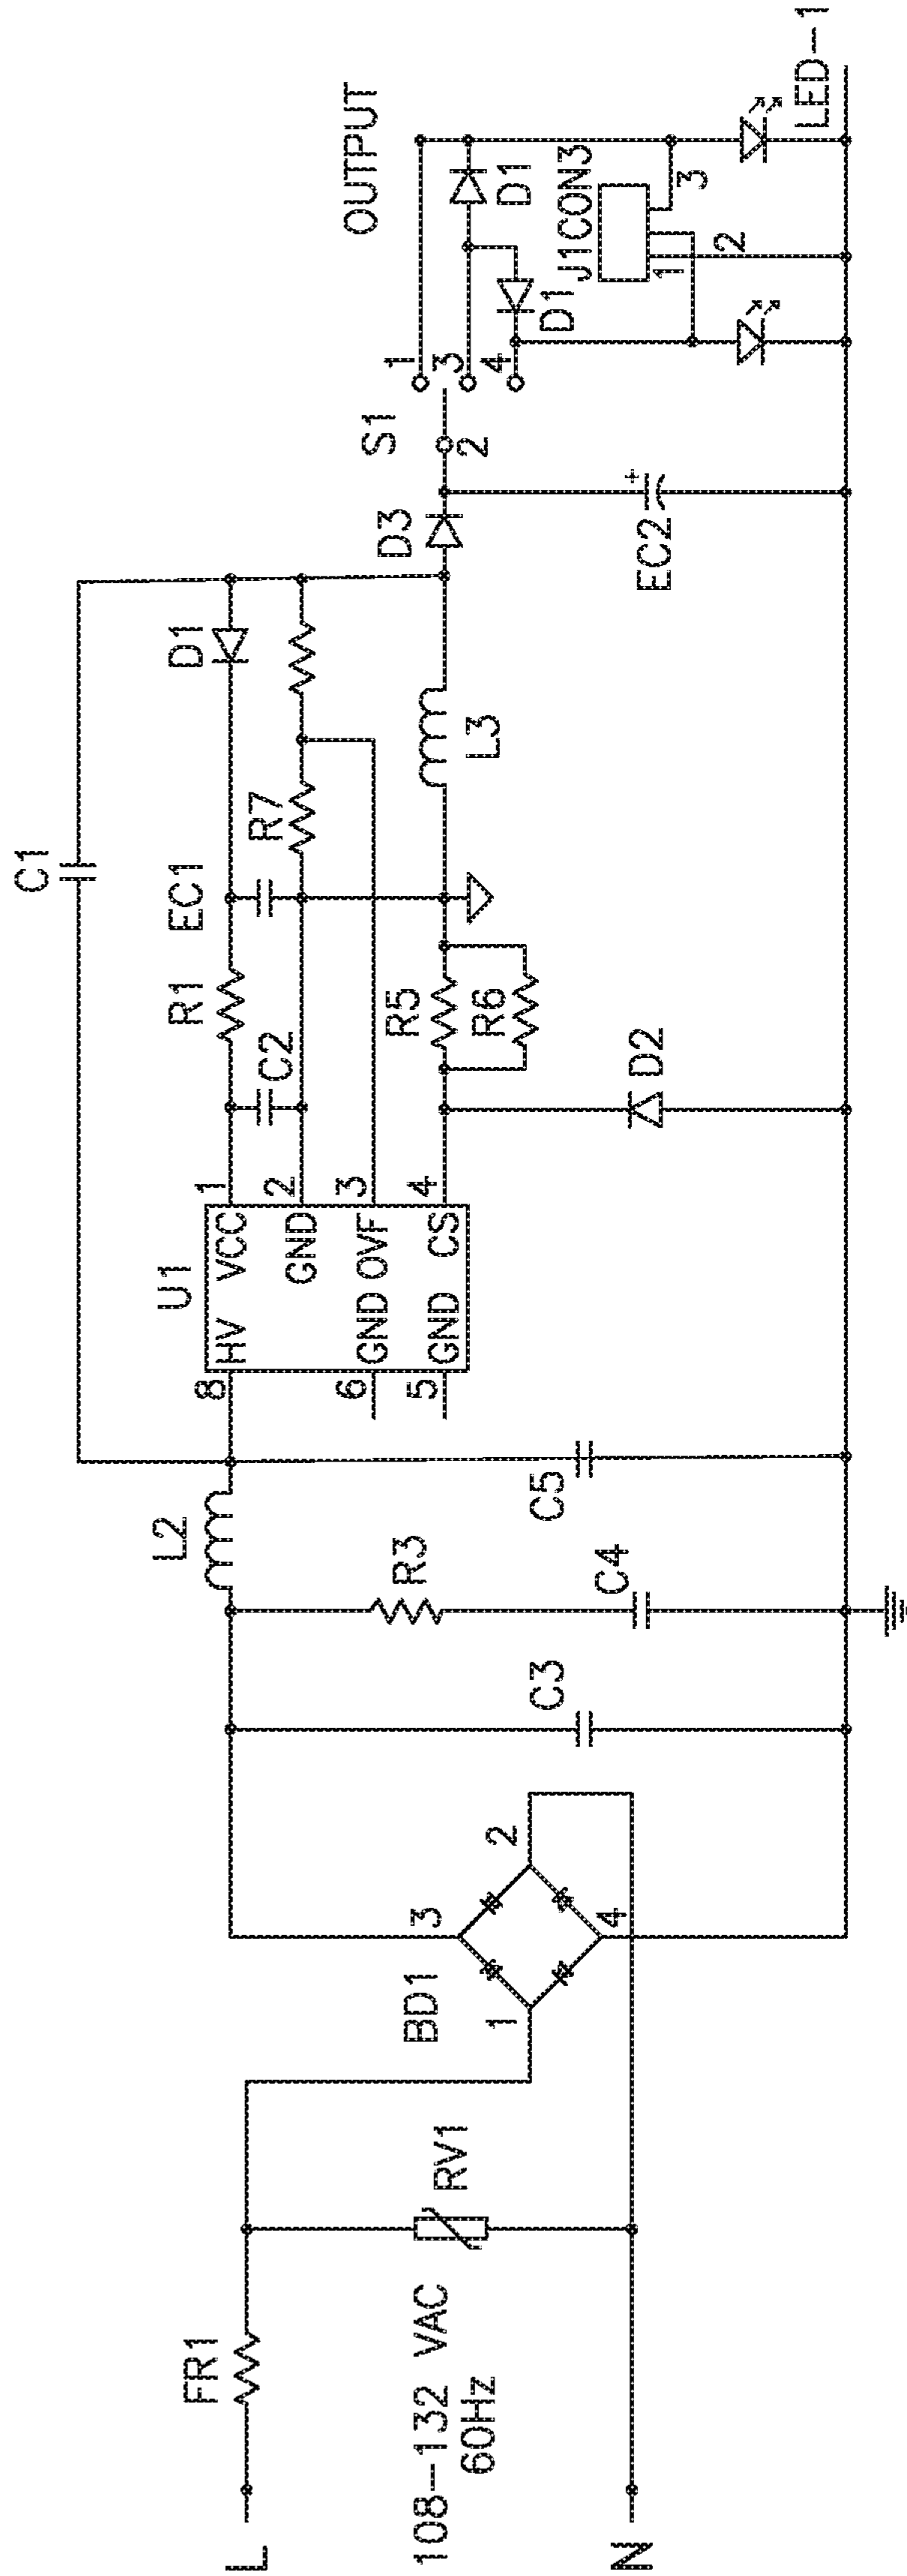 L
N
FR1
108-132 VAC
60Hz
RV1
BD1
1
2
3
4
C3
R3
C4
L2
C5
C1
U1
8
HV
VCC
1
GND
2
6
GND
OVF
3
5
GND
CS
4
C2
R1
EC1
R7
D1
R5
R6
L3
D2
D3
EC2
S1
2
1
3
4
OUTPUT
D1
D1
J1CON3
1
2
3
LED-1